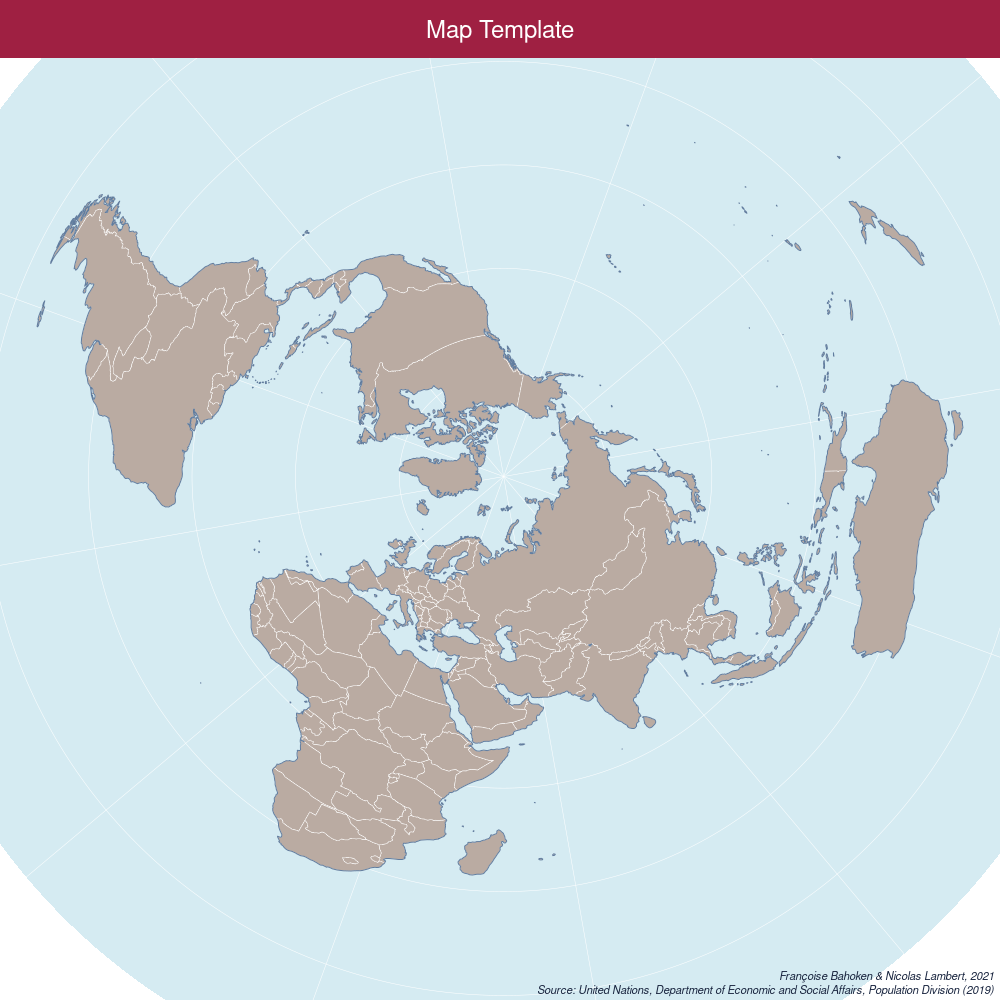 Map Template
Françoise Bahoken & Nicolas Lambert, 2021
Source: United Nations, Department of Economic and Social Affairs, Population Division (2019)